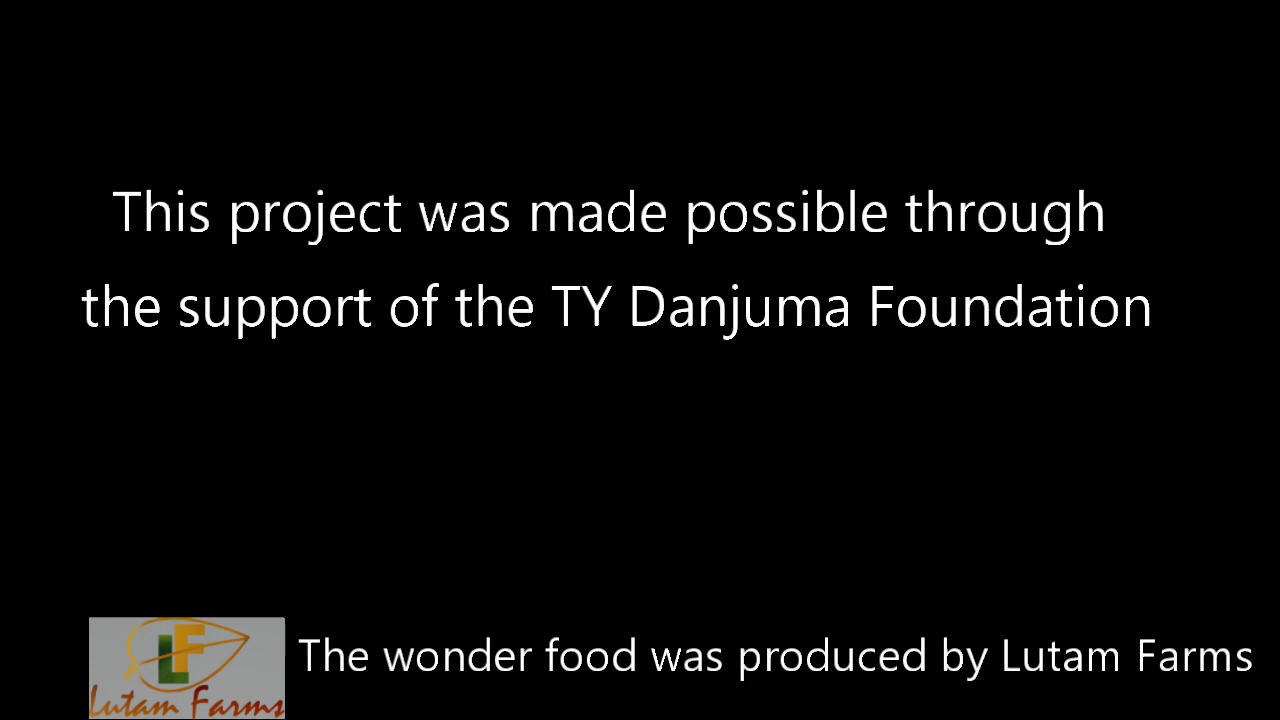 This project was made possible through
the support of the TY Danjuma Foundation
LF
Lutam Farms
The wonder food was produced by Lutam Farms